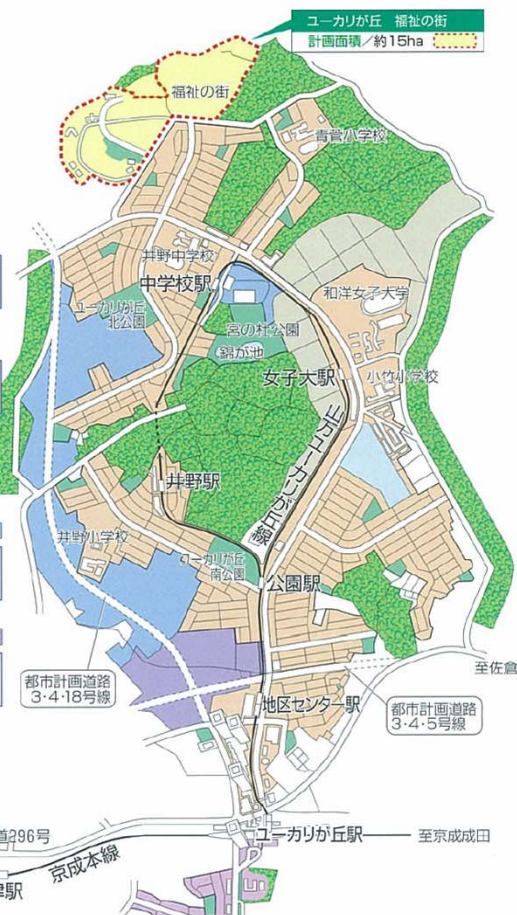 ユーカリが丘 福祉の街
計画面積／約15ha
福祉の街
青菅小学校
井野中学校
中学校駅
和洋女子大学
ユーカリが丘
北公園
宮の杜公園
錦が池
女子大駅
小竹小学校
山万ユーカリが丘線
井野駅
井野小学校
ユーカリが丘
南公園
公園駅
至佐倉
都市計画道路
3・4・18号線
地区センター駅
都市計画道路
3・4・5号線
道296号
ユーカリが丘駅
至京成成田
京成本線
津駅